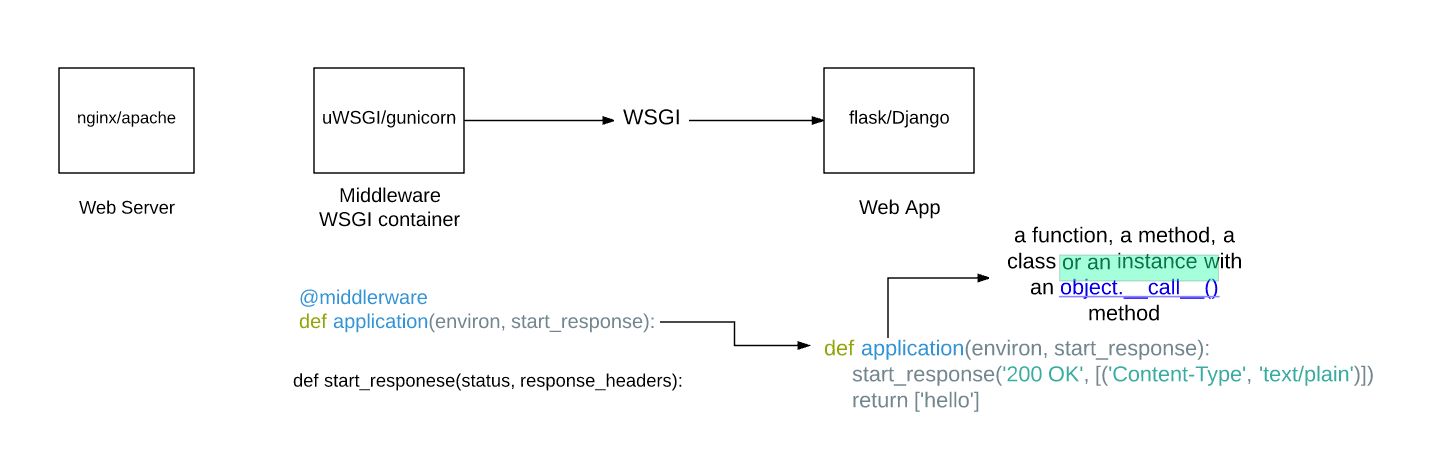 nginx/apache
uWSGI/gunicorn
WSGI
flask/Django
Web Server
Middleware
WSGI container
Web App
a function, a method, a
class or an instance with
an object.__call__()
method
@middlerware
def application(environ, start_response):
def start_responese(status, response_headers):
def application(environ, start_response):
start_response('200 OK', [('Content-Type', 'text/plain')])
return ['hello']